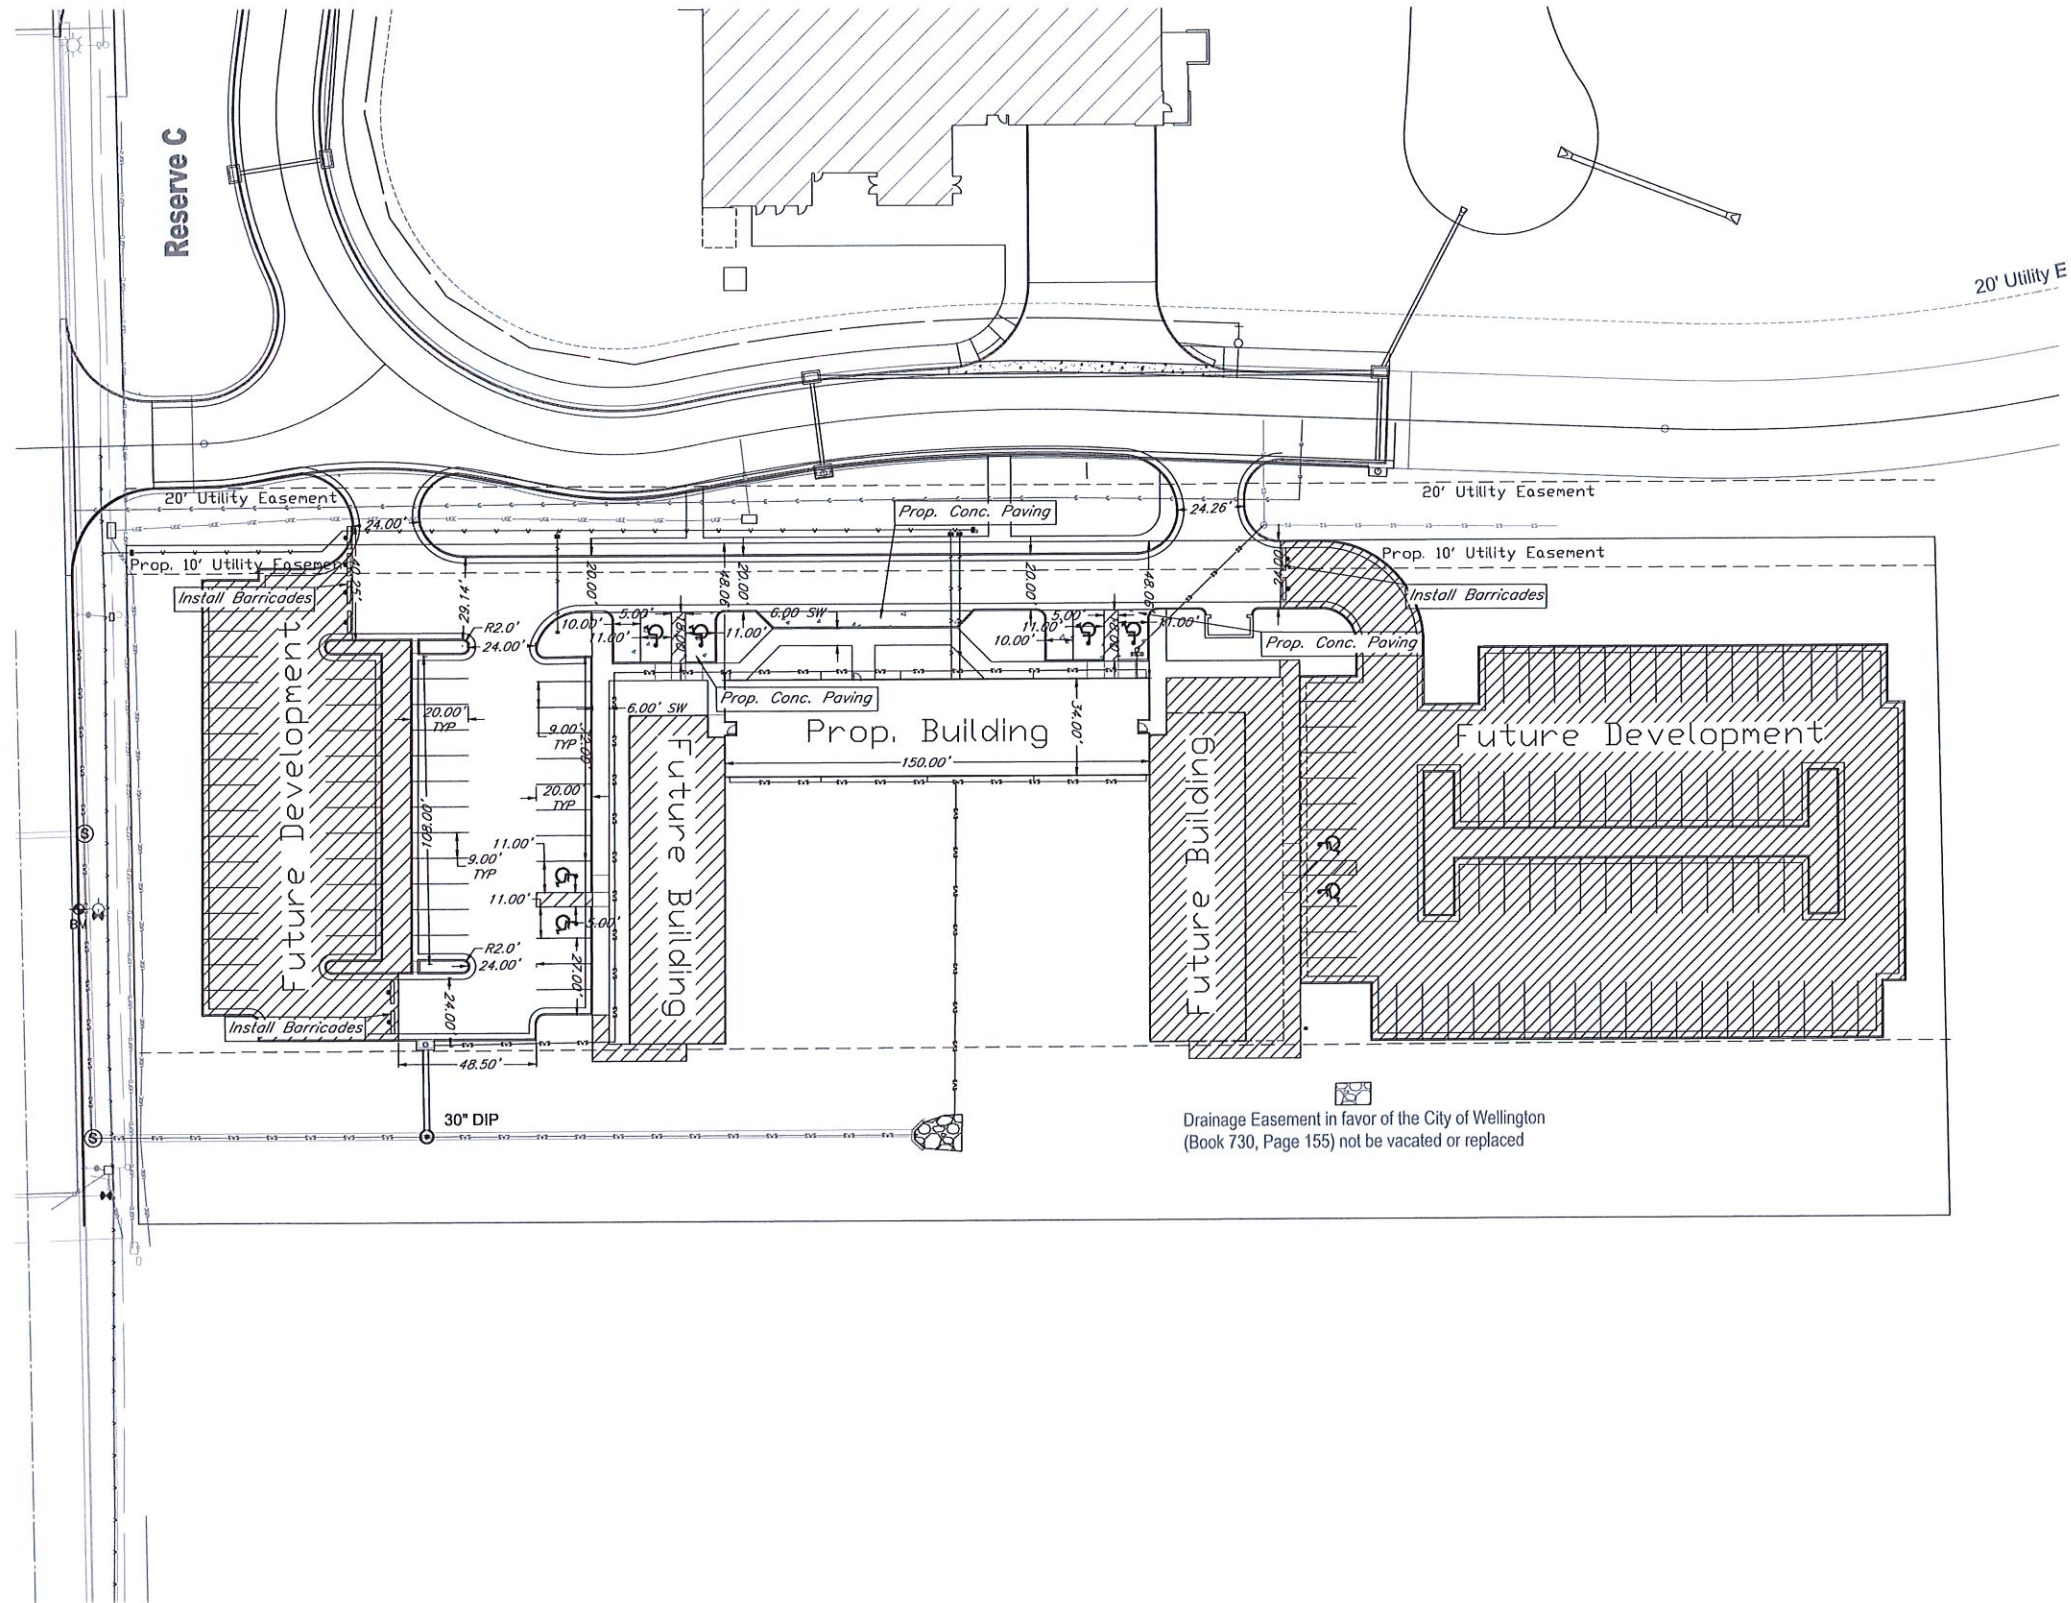 Reserve C
20' Utility E
20' Utility Easement
20' Utility Easement
24.00'
Prop. Conc. Paving
24.26'
Prop. 10' Utility Easement
Prop. 10' Utility Easement
Install Barricades
40.25'
29.14'
20.00'
48.06'
20.00'
20.00'
48.06'
Install Barricades
R2.0'
24.00'
10.00'
5.00'
11.00'
18.00'
11.00'
6.00 SW
5.00'
11.00'
10.00'
18.00'
Prop. Conc. Paving
Prop. Conc. Paving
20.00'
TYP
6.00' SW
9.00'
TYP
Prop. Building
34.00'
150.00'
Future Development
Future Development
Future Building
Future Building
20.00'
TYP
108.00'
9.00'
TYP
11.00'
11.00'
5.00'
R2.0'
24.00'
27.00'
24.00'
Install Barricades
48.50'
S
BM
S
30" DIP
Drainage Easement in favor of the City of Wellington
(Book 730, Page 155) not be vacated or replaced